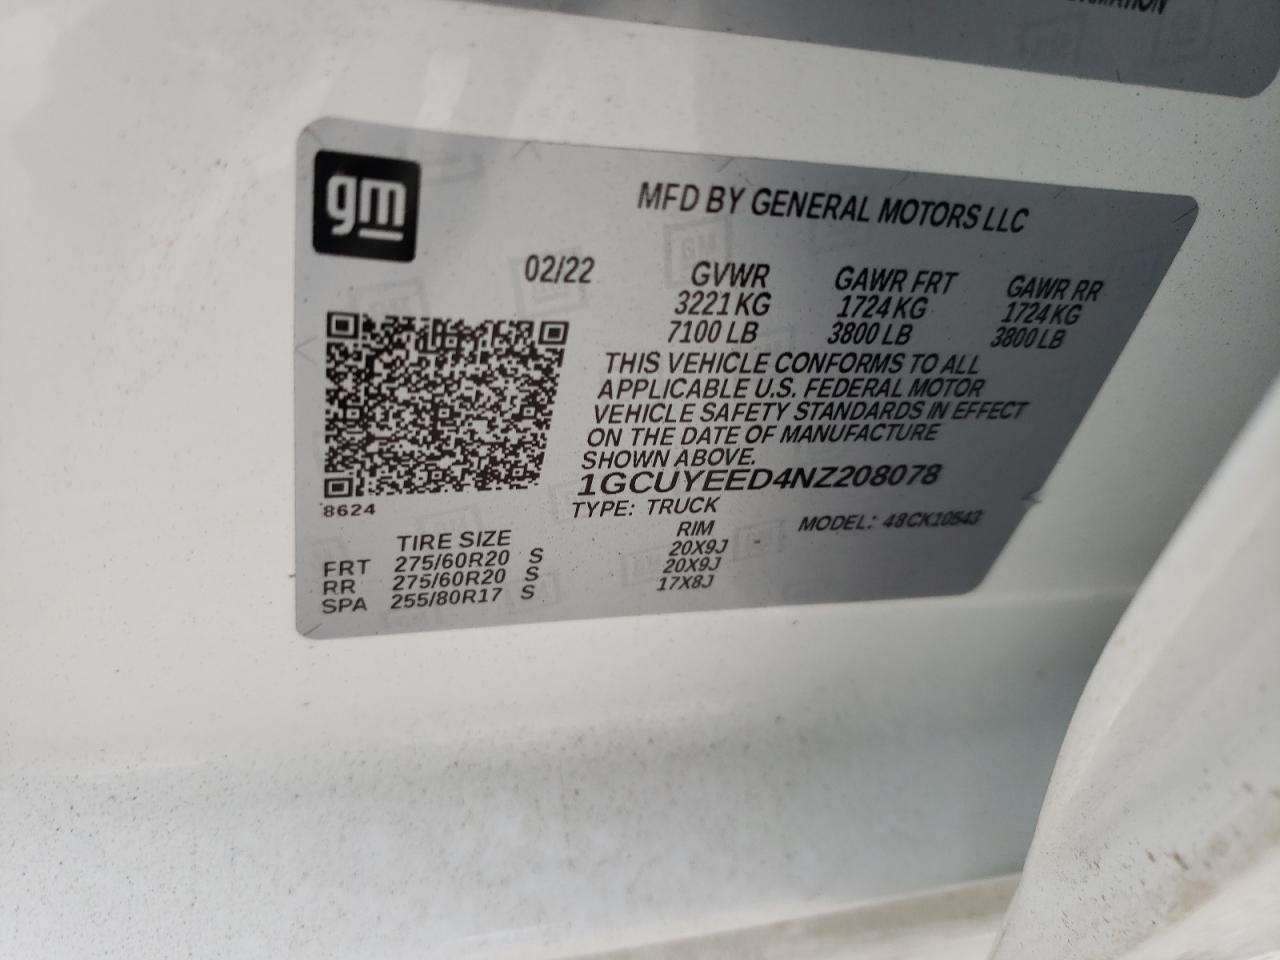 MATION
gm
MFD BY GENERAL MOTORS LLC
02/22 GVWR GAWR FRT GAWR RR
3221 KG 1724 KG 1724 KG
7100 LB 3800 LB 3800 LB
THIS VEHICLE CONFORMS TO ALL
APPLICABLE U.S. FEDERAL MOTOR
VEHICLE SAFETY STANDARDS IN EFFECT
ON THE DATE OF MANUFACTURE
SHOWN ABOVE.
1GCUYEED4NZ208078
8624
TYPE: TRUCK MODEL: 48CK10543
TIRE SIZE RIM
FRT 275/60R20 S 20X9J
RR 275/60R20 S 20X9J
SPA 255/80R17 S 17X8J